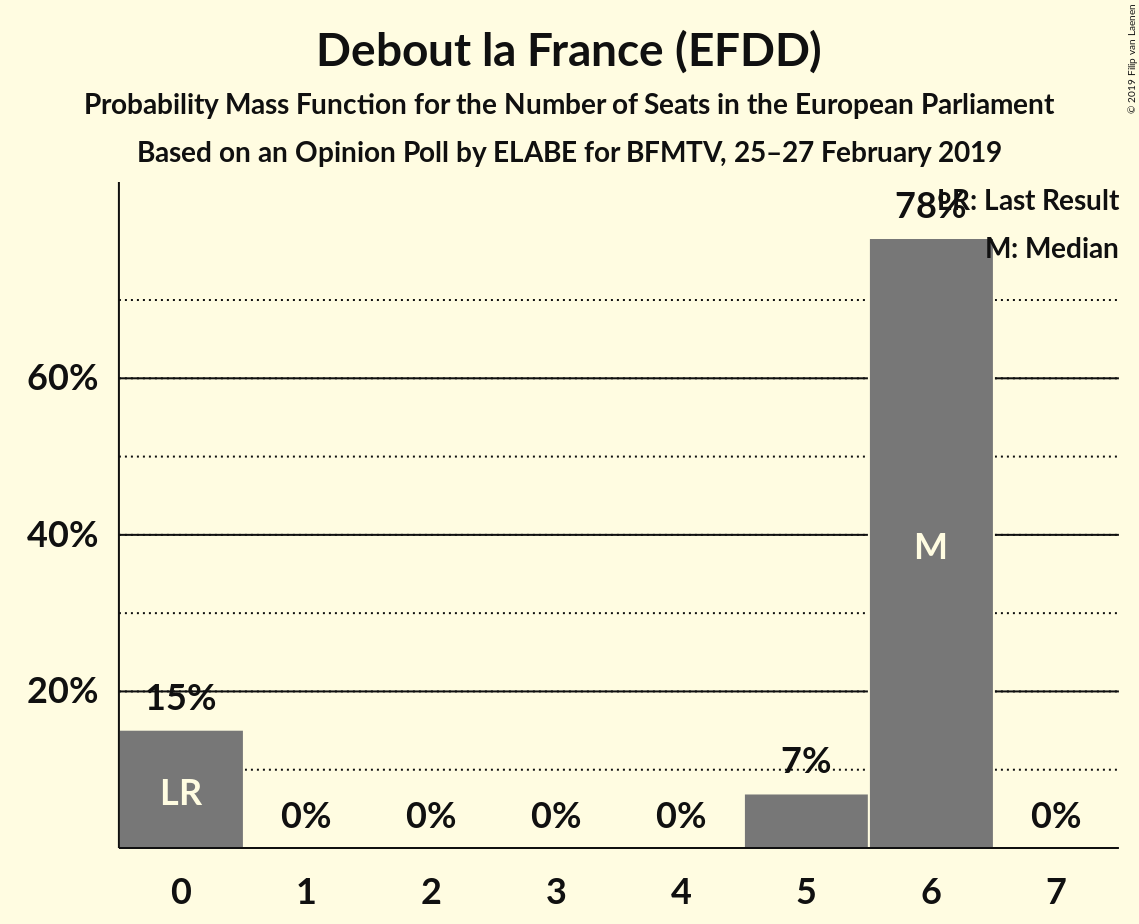 Debout la France (EFDD)
Probability Mass Function for the Number of Seats in the European Parliament
Based on an Opinion Poll by ELABE for BFMTV, 25–27 February 2019
© 2019 Filip van Laenen
LR: Last Result
M: Median
78%
60%
40%
M
20%
15%
7%
LR
0%
0%
0%
0%
0%
0
1
2
3
4
5
6
7